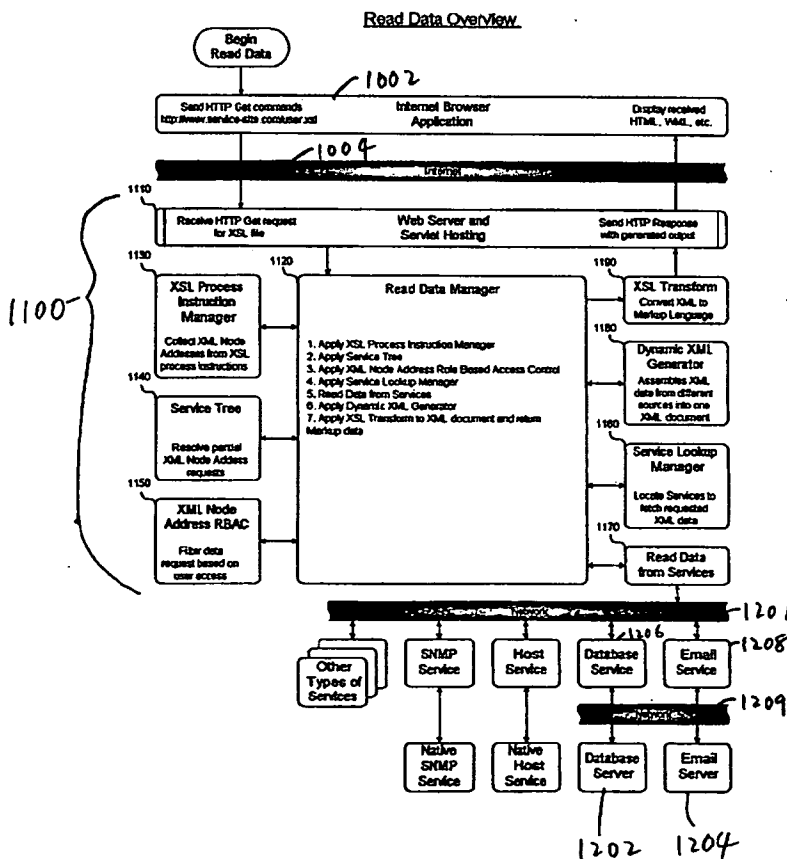 Read Data Overview
Begin
Read Data
1002
Send HTTP Get commands
http://www.service-site.com/user.xsl
Internet Browser
Application
Display received
HTML, WML, etc.
1004
Internet
1110
Receive HTTP Get request
for XSL file
Web Server and
Servlet Hosting
Send HTTP Response
with generated output
1100
1130
XSL Process
Instruction
Manager
Collect XML Node
Addresses from XSL
process instructions
1120
Read Data Manager
1. Apply XSL Process Instruction Manager
2. Apply Service Tree
3. Apply XML Node Address Role Based Access Control
4. Apply Service Lookup Manager
5. Read Data from Services
6. Apply Dynamic XML Generator
7. Apply XSL Transform to XML document and return
Markup data
1190
XSL Transform
Convert XML to
Markup Language
1180
Dynamic XML
Generator
Assembles XML
data from different
sources into one
XML document
1140
Service Tree
Resolve partial
XML Node Address
requests
1160
Service Lookup
Manager
Locate Services to
fetch requested
XML data
1150
XML Node
Address RBAC
Filter data
request based on
user access
1170
Read Data
from Services
Network
1201
Other
Types of
Services
SNMP
Service
Host
Service
1206
Database
Service
Email
Service
1208
Network
1209
Native
SNMP
Service
Native
Host
Service
Database
Server
Email
Server
1202
1204